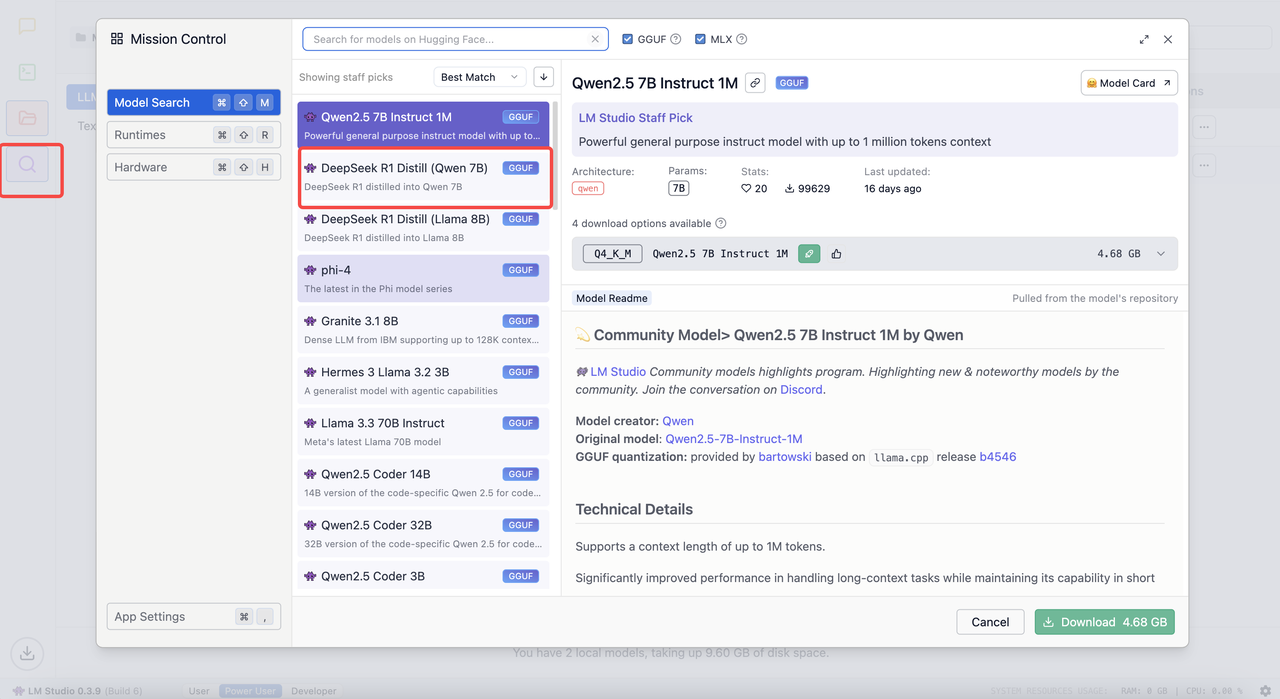 Mission Control
Model Search ⌘ ⇧ M
Runtimes ⌘ ⇧ R
Hardware ⌘ ⇧ H
App Settings ⌘ ,
Search for models on Hugging Face...
GGUF
MLX
Showing staff picks
Best Match
Qwen2.5 7B Instruct 1M GGUF
Powerful general purpose instruct model with up to...
DeepSeek R1 Distill (Qwen 7B) GGUF
DeepSeek R1 distilled into Qwen 7B
DeepSeek R1 Distill (Llama 8B) GGUF
DeepSeek R1 distilled into Llama 8B
phi-4 GGUF
The latest in the Phi model series
Granite 3.1 8B GGUF
Dense LLM from IBM supporting up to 128K contex...
Hermes 3 Llama 3.2 3B GGUF
A generalist model with agentic capabilities
Llama 3.3 70B Instruct GGUF
Meta's latest Llama 70B model
Qwen2.5 Coder 14B GGUF
14B version of the code-specific Qwen 2.5 for code...
Qwen2.5 Coder 32B GGUF
32B version of the code-specific Qwen 2.5 for code...
Qwen2.5 Coder 3B GGUF
Qwen2.5 7B Instruct 1M GGUF
Model Card
LM Studio Staff Pick
Powerful general purpose instruct model with up to 1 million tokens context
Architecture: Params: Stats: Last updated:
qwen 7B 20 99629 16 days ago
4 download options available
Q4_K_M Qwen2.5 7B Instruct 1M 4.68 GB
Model Readme Pulled from the model's repository
💫 Community Model> Qwen2.5 7B Instruct 1M by Qwen
👾 LM Studio Community models highlights program. Highlighting new & noteworthy models by the
community. Join the conversation on Discord.
Model creator: Qwen
Original model: Qwen2.5-7B-Instruct-1M
GGUF quantization: provided by bartowski based on llama.cpp release b4546
Technical Details
Supports a context length of up to 1M tokens.
Significantly improved performance in handling long-context tasks while maintaining its capability in short
Cancel
Download 4.68 GB
You have 2 local models, taking up 9.60 GB of disk space.
LM Studio 0.3.9 (Build 6)
User Power User Developer
SYSTEM RESOURCES USAGE: RAM: 0 GB | CPU: 0.00 %